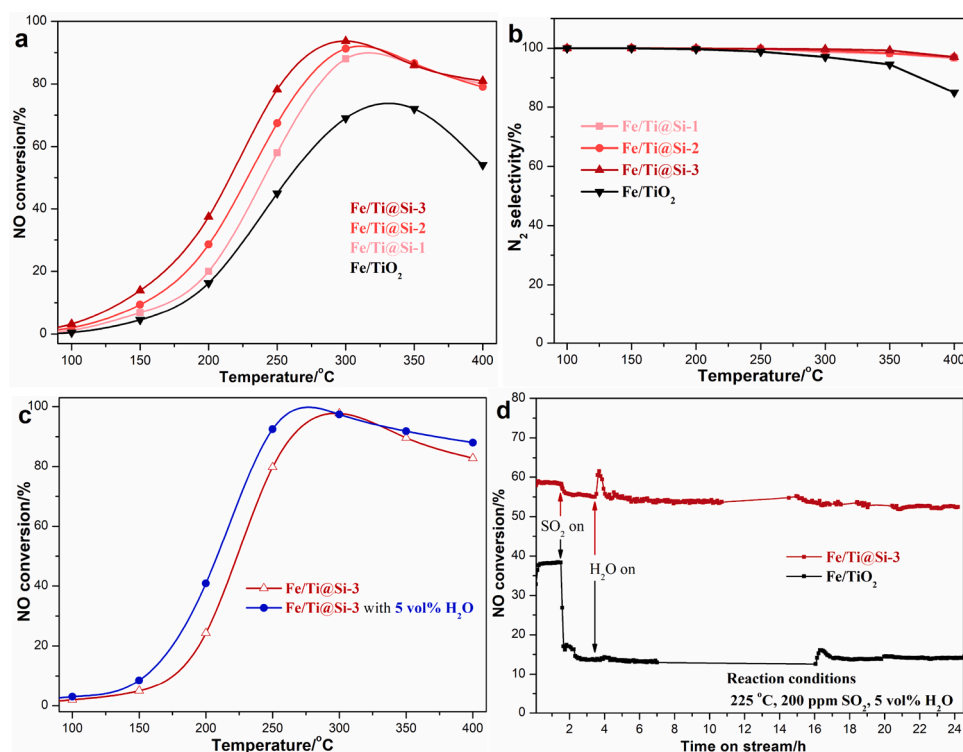 a
NO conversion/%
100
90
80
70
60
50
40
30
20
10
0
Fe/Ti@Si-3
Fe/Ti@Si-2
Fe/Ti@Si-1
Fe/TiO2
100 150 200 250 300 350 400
Temperature/°C
b
N2 selectivity/%
100
80
60
40
20
0
Fe/Ti@Si-1
Fe/Ti@Si-2
Fe/Ti@Si-3
Fe/TiO2
100 150 200 250 300 350 400
Temperature/°C
c
NO conversion/%
100
80
60
40
20
0
Fe/Ti@Si-3
Fe/Ti@Si-3 with 5 vol% H2O
100 150 200 250 300 350 400
Temperature/°C
d
NO conversion/%
80
70
60
50
40
30
20
10
0
SO2 on
H2O on
Fe/Ti@Si-3
Fe/TiO2
Reaction conditions
225 °C, 200 ppm SO2, 5 vol% H2O
2 4 6 8 10 12 14 16 18 20 22 24
Time on stream/h